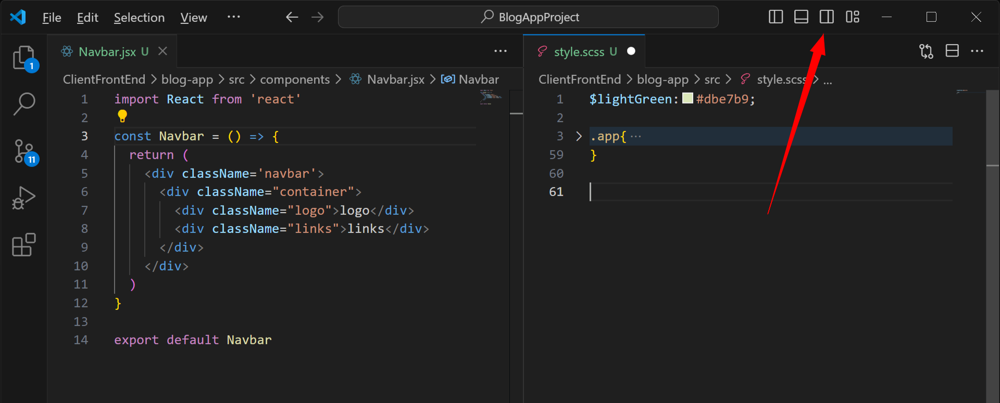 File Edit Selection View ··· BlogAppProject
1
11
Navbar.jsx U
ClientFrontEnd > blog-app > src > components > Navbar.jsx > Navbar
1 import React from 'react'
2
3 const Navbar = () => {
4 return (
5 <div className='navbar'>
6 <div className="container">
7 <div className="logo">logo</div>
8 <div className="links">links</div>
9 </div>
10 </div>
11 )
12 }
13
14 export default Navbar
style.scss U
ClientFrontEnd > blog-app > src > style.scss > ...
1 $lightGreen: #dbe7b9;
2
3 .app{ ···
59 }
60
61